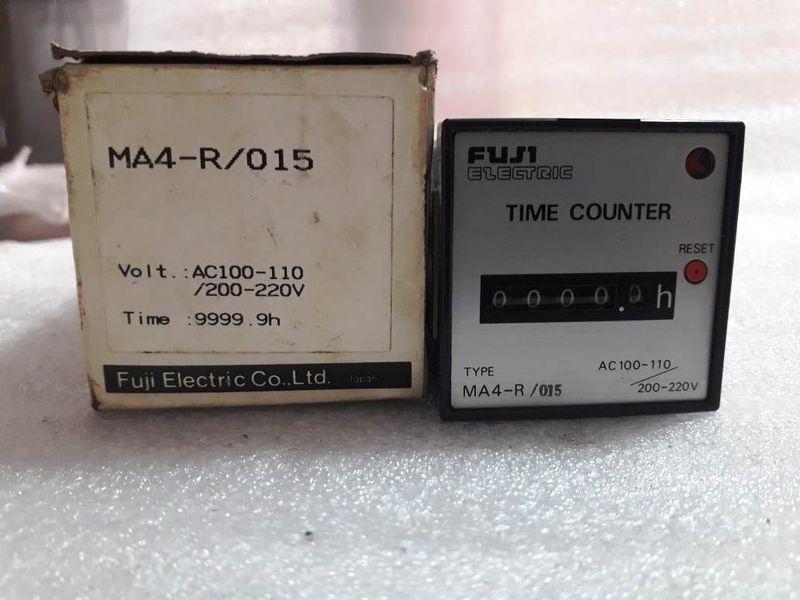 MA4-R/015
Volt.:AC100-110
/200-220V
Time :9999.9h
Fuji Electric Co.,Ltd. Japan
FUJI
ELECTRIC
TIME COUNTER
RESET
0000.0h
TYPE
MA4-R/015
AC100-110
/200-220V